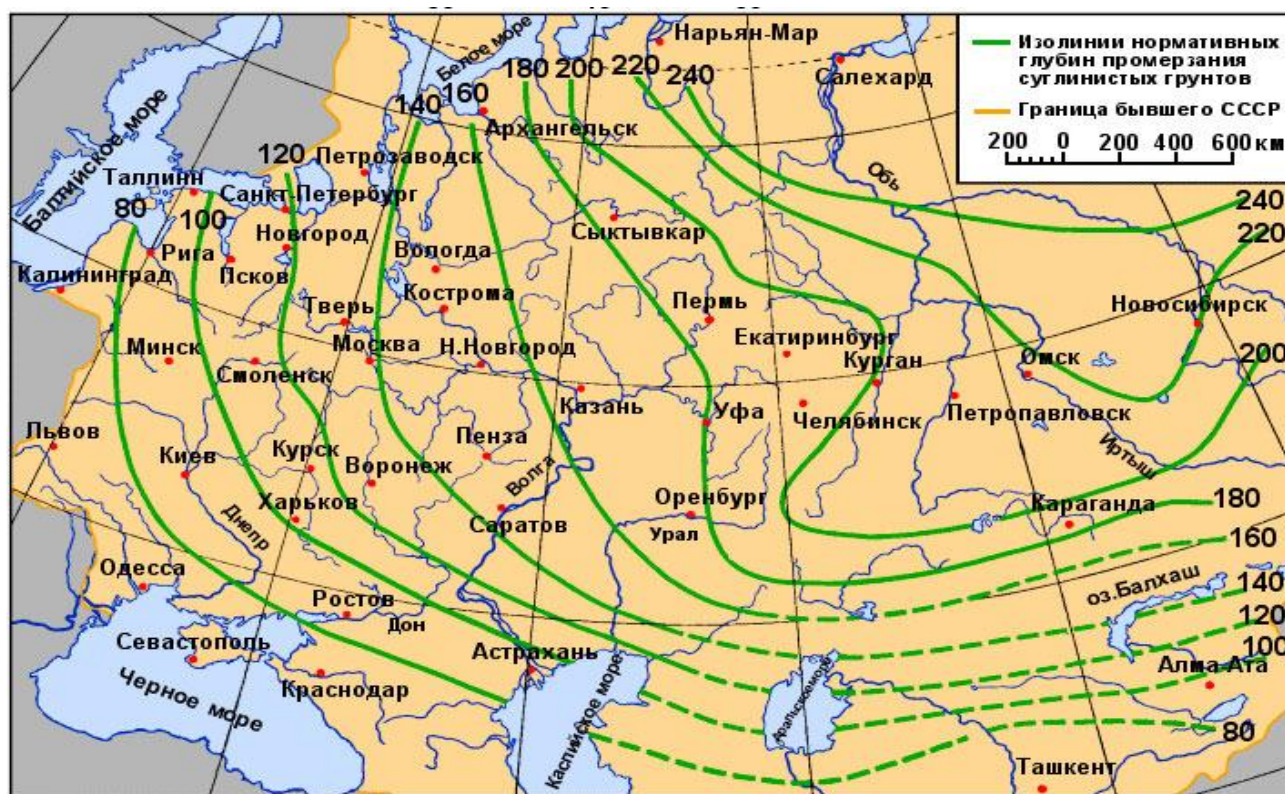 Нарьян-Мар
Белое море
180
200
220
240
Салехард
140
160
Архангельск
Изолинии нормативных
глубин промерзания
суглинистых грунтов
Граница бывшего СССР
200 0 200 400 600 км
Балтийское море
120
Петрозаводск
Таллинн
Санкт-Петербург
80
100
Новгород
Рига
Псков
Калининград
Вологда
Сыктывкар
Обь
240
220
Кострома
Тверь
Пермь
Новосибирск
Минск
Москва
Н.Новгород
Екатиринбург
Курган
Омск
200
Смоленск
Казань
Уфа
Челябинск
Петропавловск
Львов
Киев
Курск
Пенза
Воронеж
Волга
Иртыш
Харьков
Днепр
Саратов
Оренбург
Урал
Караганда
180
160
Одесса
Ростов
Дон
оз.Балхаш
140
120
100
Севастополь
Астрахань
Алма-Ата
Краснодар
Черное море
Каспийское море
Аральское море
80
Ташкент